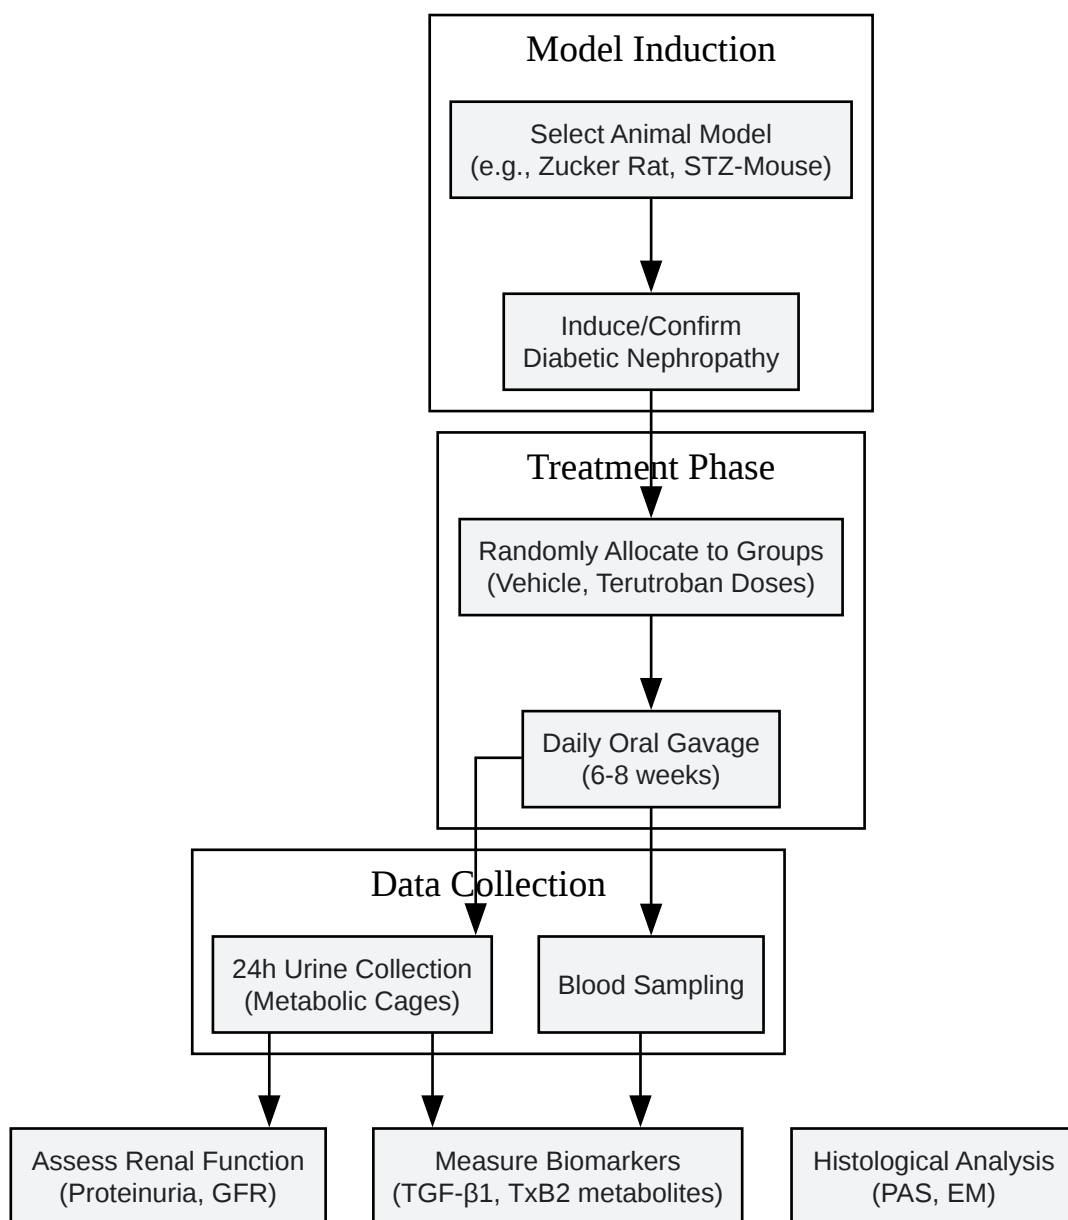 Model Induction
Select Animal Model
(e.g., Zucker Rat, STZ-Mouse)
Induce/Confirm
Diabetic Nephropathy
Treatment Phase
Randomly Allocate to Groups
(Vehicle, Terutroban Doses)
Daily Oral Gavage
(6-8 weeks)
Data Collection
24h Urine Collection
(Metabolic Cages)
Blood Sampling
Assess Renal Function
(Proteinuria, GFR)
Measure Biomarkers
(TGF-β1, TxB2 metabolites)
Histological Analysis
(PAS, EM)